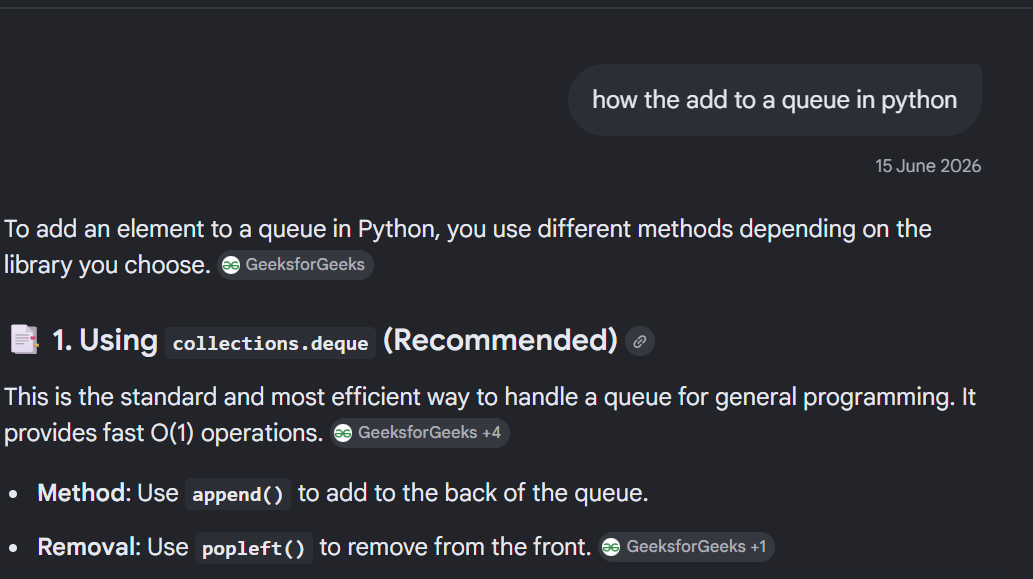 how the add to a queue in python
15 June 2026
To add an element to a queue in Python, you use different methods depending on the
library you choose. GeeksforGeeks
1. Using collections.deque (Recommended)
This is the standard and most efficient way to handle a queue for general programming. It
provides fast O(1) operations. GeeksforGeeks +4
• Method: Use append() to add to the back of the queue.
• Removal: Use popleft() to remove from the front. GeeksforGeeks +1